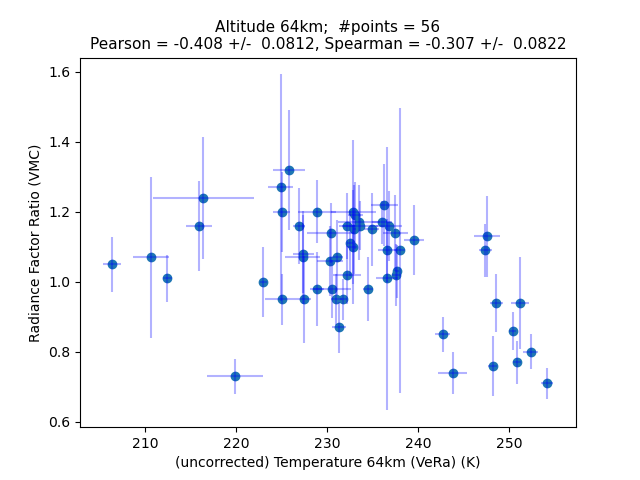 Altitude 64km;  #points = 56
Pearson = -0.408 +/-  0.0812, Spearman = -0.307 +/-  0.0822
1.6
1.4
1.2
1.0
0.8
0.6
Radiance Factor Ratio (VMC)
210 220 230 240 250
(uncorrected) Temperature 64km (VeRa) (K)